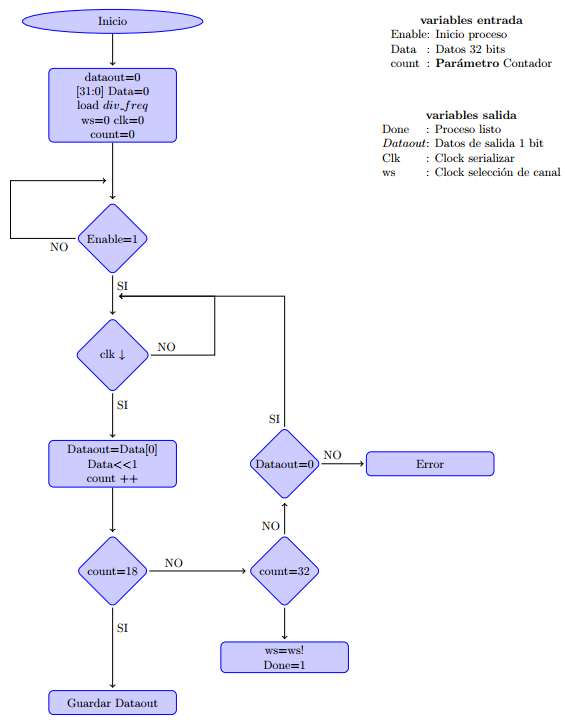 Inicio
variables entrada
Enable: Inicio proceso
Data : Datos 32 bits
count : Parámetro Contador
dataout=0
[31:0] Data=0
load div_freq
ws=0 clk=0
count=0
variables salida
Done : Proceso listo
Dataout: Datos de salida 1 bit
Clk : Clock serializar
ws : Clock selección de canal
Enable=1
NO
SI
clk ↓
NO
SI
Dataout=Data[0]
Data<<1
count ++
SI
Dataout=0
NO
Error
NO
count=18
NO
count=32
SI
ws=ws!
Done=1
Guardar Dataout